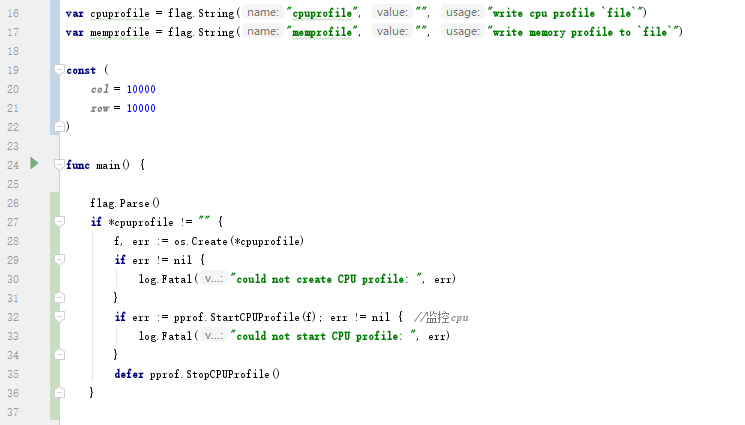 16 var cpuprofile = flag.String( name: "cpuprofile", value: "", usage: "write cpu profile `file`")
17 var memprofile = flag.String( name: "memprofile", value: "", usage: "write memory profile to `file`")
18
19 const (
20 col = 10000
21 row = 10000
22 )
23
24 func main() {
25
26 flag.Parse()
27 if *cpuprofile != "" {
28 f, err := os.Create(*cpuprofile)
29 if err != nil {
30 log.Fatal( v...: "could not create CPU profile: ", err)
31 }
32 if err := pprof.StartCPUProfile(f); err != nil { //监控cpu
33 log.Fatal( v...: "could not start CPU profile: ", err)
34 }
35 defer pprof.StopCPUProfile()
36 }
37